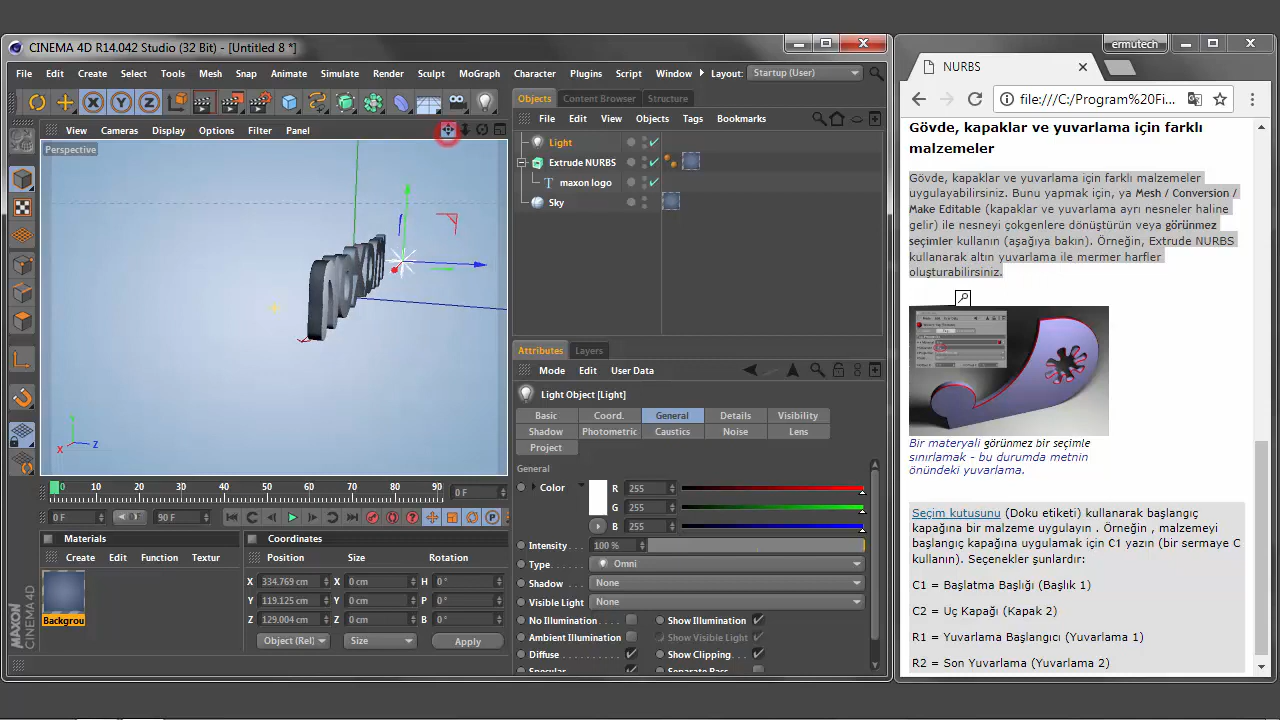 CINEMA 4D R14.042 Studio (32 Bit) - [Untitled 8 *]
File Edit Create Select Tools Mesh Snap Animate Simulate Render Sculpt MoGraph Character Plugins Script Window Layout: Startup (User)
X Y Z
View Cameras Display Options Filter Panel
Perspective
Y
X Z
0 10 20 30 40 50 60 70 80 90 0 F
0 F 90 F P
Materials
Create Edit Function Textur
Backgrou
MAXON
CINEMA 4D
Coordinates
Position Size Rotation
X 334.769 cm X 0 cm H 0 °
Y 119.125 cm Y 0 cm P 0 °
Z 129.004 cm Z 0 cm B 0 °
Object (Rel) Size Apply
Objects Content Browser Structure
File Edit View Objects Tags Bookmarks
Light
Extrude NURBS
maxon logo
Sky
Attributes Layers
Mode Edit User Data
Light Object [Light]
Basic Coord. General Details Visibility
Shadow Photometric Caustics Noise Lens
Project
General
Color R 255
G 255
B 255
Intensity 100 %
Type Omni
Shadow None
Visible Light None
No Illumination Show Illumination
Ambient Illumination Show Visible Light
Diffuse Show Clipping
Specular Separate Pass
ermutech
NURBS
file:///C:/Program%20Fi...
Gövde, kapaklar ve yuvarlama için farklı
malzemeler
Gövde, kapaklar ve yuvarlama için farklı malzemeler
uygulayabilirsiniz. Bunu yapmak için, ya Mesh / Conversion /
Make Editable (kapaklar ve yuvarlama ayrı nesneler haline
gelir) ile nesneyi çokgenlere dönüştürün veya görünmez
seçimler kullanın (aşağıya bakın). Örneğin, Extrude NURBS
kullanarak altın yuvarlama ile mermer harfler
oluşturabilirsiniz.
Bir materyali görünmez bir seçimle
sınırlamak - bu durumda metnin
önündeki yuvarlama.
Seçim kutusunu (Doku etiketi) kullanarak başlangıç
kapağına bir malzeme uygulayın . Örneğin , malzemeyi
başlangıç kapağına uygulamak için C1 yazın (bir sermaye C
kullanın). Seçenekler şunlardır:
C1 = Başlatma Başlığı (Başlık 1)
C2 = Uç Kapağı (Kapak 2)
R1 = Yuvarlama Başlangıcı (Yuvarlama 1)
R2 = Son Yuvarlama (Yuvarlama 2)